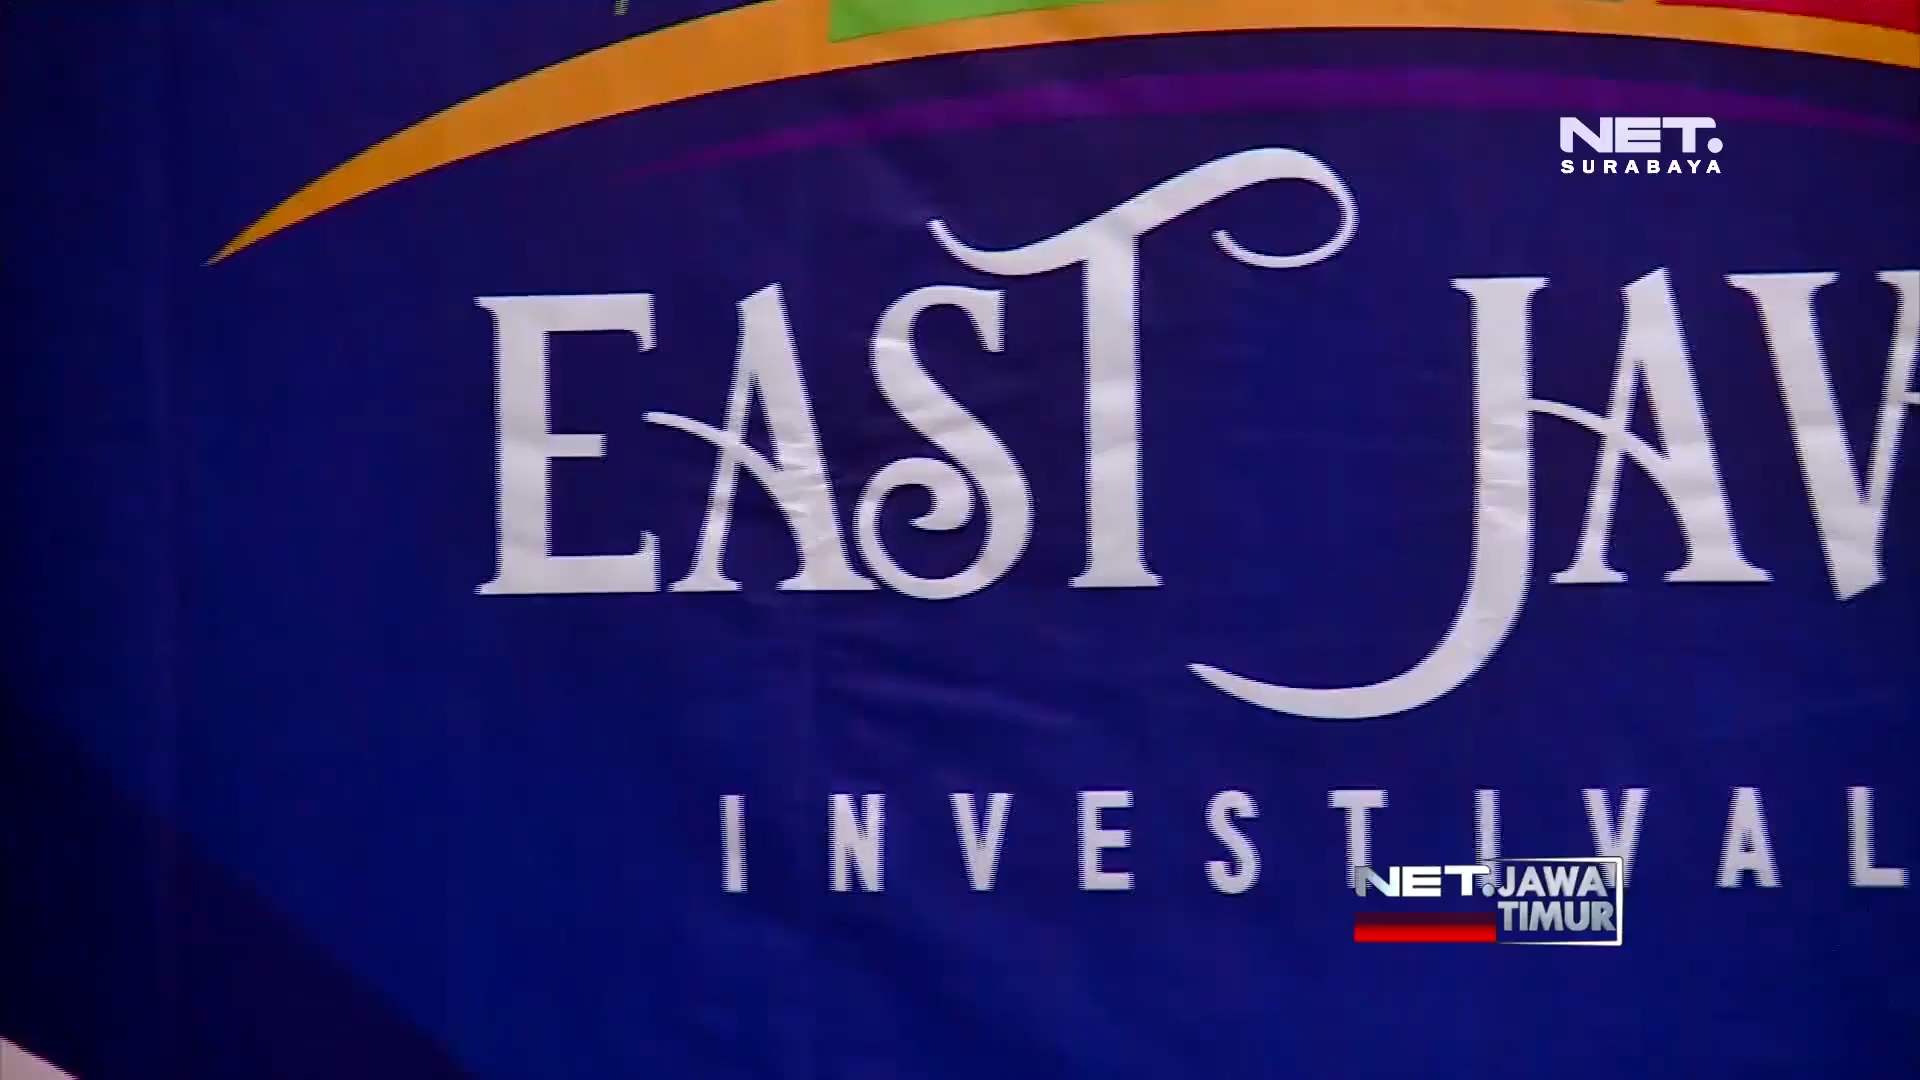 NET.
SURABAYA
EAST JAV
INVESTIVAL
NET. JAWA
TIMUR